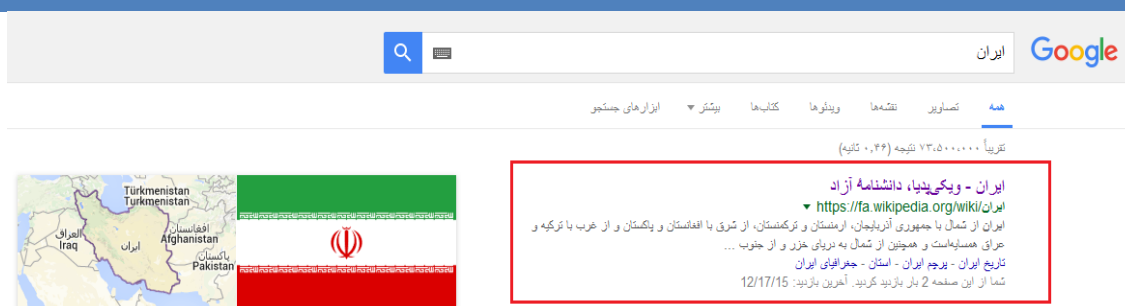 Google
ایران
همه تصاویر نقشه‌ها ویدئوها کتاب‌ها بیشتر ▼ ابزارهای جستجو
تقریباً ۷۳،۵۰۰،۰۰۰ نتیجه (۰٫۴۶ ثانیه)
ایران - ویکی‌پدیا، دانشنامهٔ آزاد
https://fa.wikipedia.org/wiki/ایران ▼
ایران از شمال با جمهوری آذربایجان، ارمنستان و ترکمنستان، از شرق با افغانستان و پاکستان و از غرب با ترکیه و
عراق همسایه‌است و همچنین از شمال به دریای خزر و از جنوب ...
تاریخ ایران - پرچم ایران - استان - جغرافیای ایران
شما از این صفحه 2 بار بازدید کردید. آخرین بازدید: 12/17/15
Türkmenistan
Turkmenistan
العراق
Iraq
ایران
افغانستان
Afghanistan
پاکستان
Pakistan